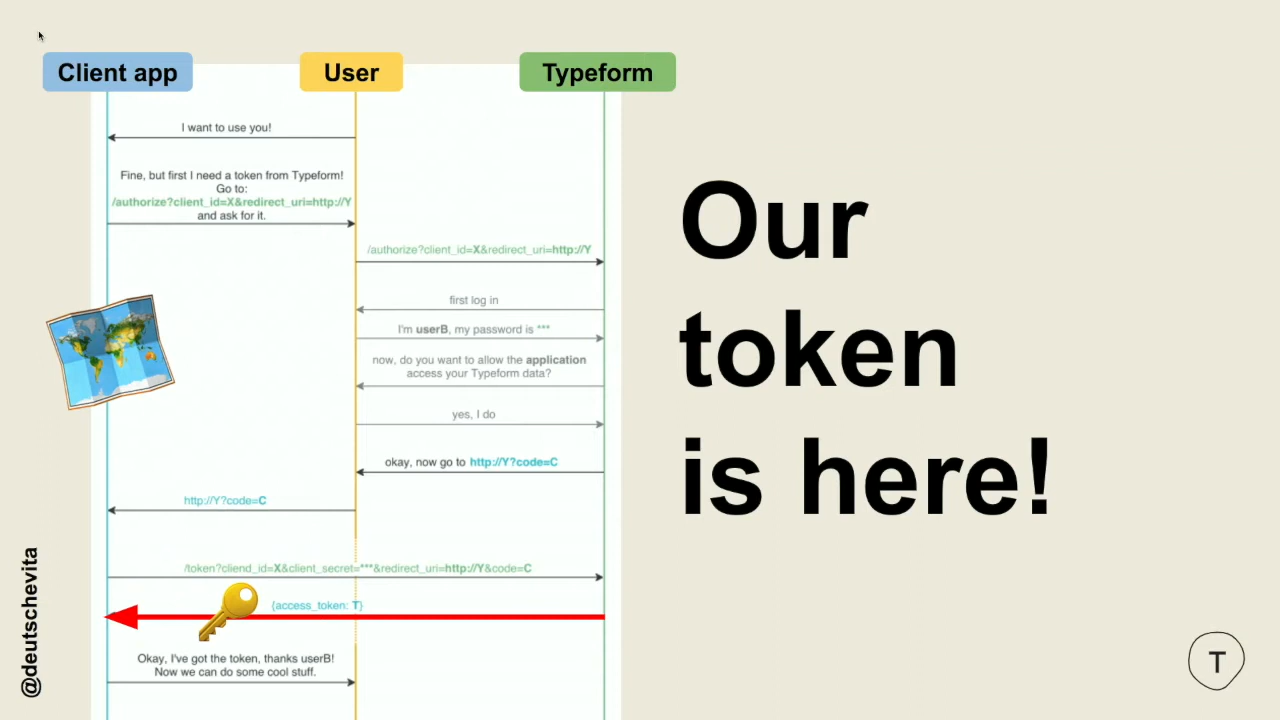 Client app
User
Typeform
I want to use you!
Fine, but first I need a token from Typeform!
Go to:
/authorize?client_id=X&redirect_uri=http://Y
and ask for it.
/authorize?client_id=X&redirect_uri=http://Y
first log in
I'm userB, my password is ***
now, do you want to allow the application
access your Typeform data?
yes, I do
okay, now go to http://Y?code=C
http://Y?code=C
/token?cliend_id=X&client_secret=***&redirect_uri=http://Y&code=C
{access_token: T}
Okay, I've got the token, thanks userB!
Now we can do some cool stuff.
Our
token
is here!
@deutschevita
T